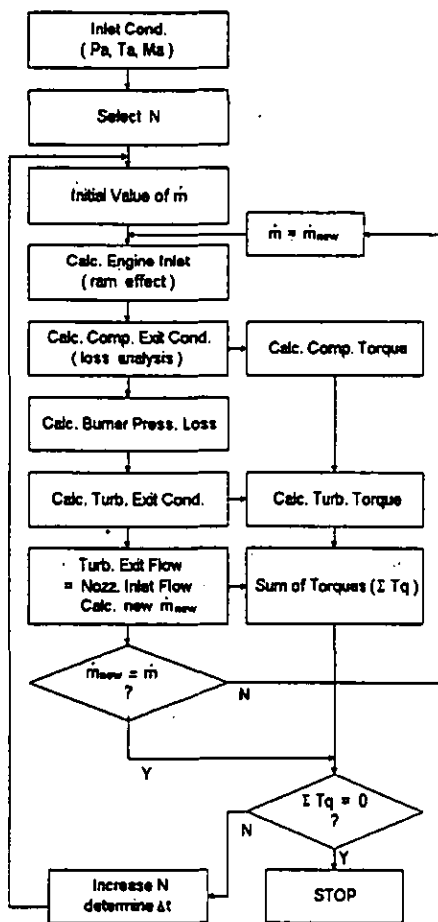 Inlet Cond.
( Pa, Ta, Ma )
Select N
Initial Value of ṁ
ṁ = ṁnew
Calc. Engine Inlet
( ram effect )
Calc. Comp. Exit Cond.
( loss analysis )
Calc. Comp. Torque
Calc. Burner Press. Loss
Calc. Turb. Exit Cond.
Calc. Turb. Torque
Turb. Exit Flow
= Nozz. Inlet Flow
Calc. new ṁnew
Sum of Torques ( Σ Tq )
ṁnew = ṁ
?
N
Y
Σ Tq = 0
?
N
Y
Increase N
determine Δt
STOP